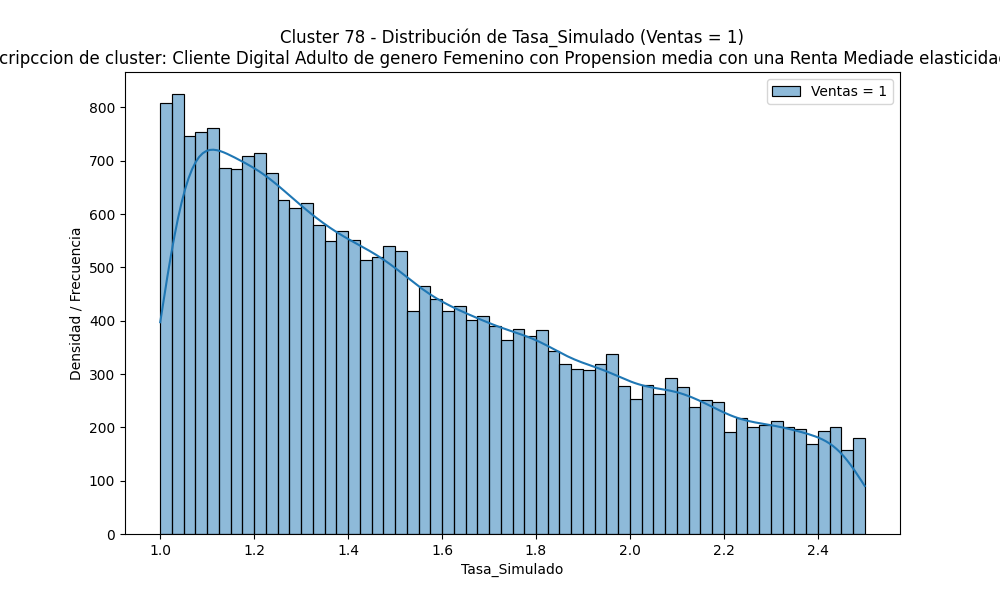 Cluster 78 - Distribución de Tasa_Simulado (Ventas = 1)
cripccion de cluster: Cliente Digital Adulto de genero Femenino con Propension media con una Renta Mediade elasticidad
Ventas = 1
Densidad / Frecuencia
800
700
600
500
400
300
200
100
0
1.0 1.2 1.4 1.6 1.8 2.0 2.2 2.4
Tasa_Simulado